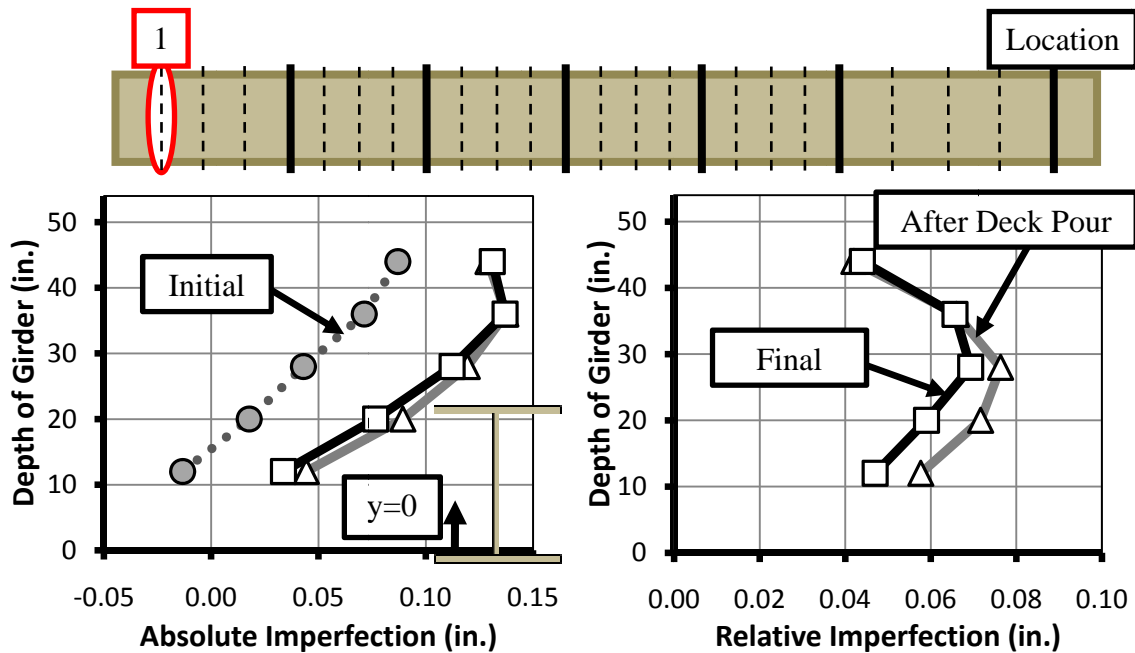 1
Location
50
40
30
20
10
0
Depth of Girder (in.)
Initial
y=0
-0.05
0.00
0.05
0.10
0.15
Absolute Imperfection (in.)
50
40
30
20
10
0
Depth of Girder (in.)
After Deck Pour
Final
0.00
0.02
0.04
0.06
0.08
0.10
Relative Imperfection (in.)